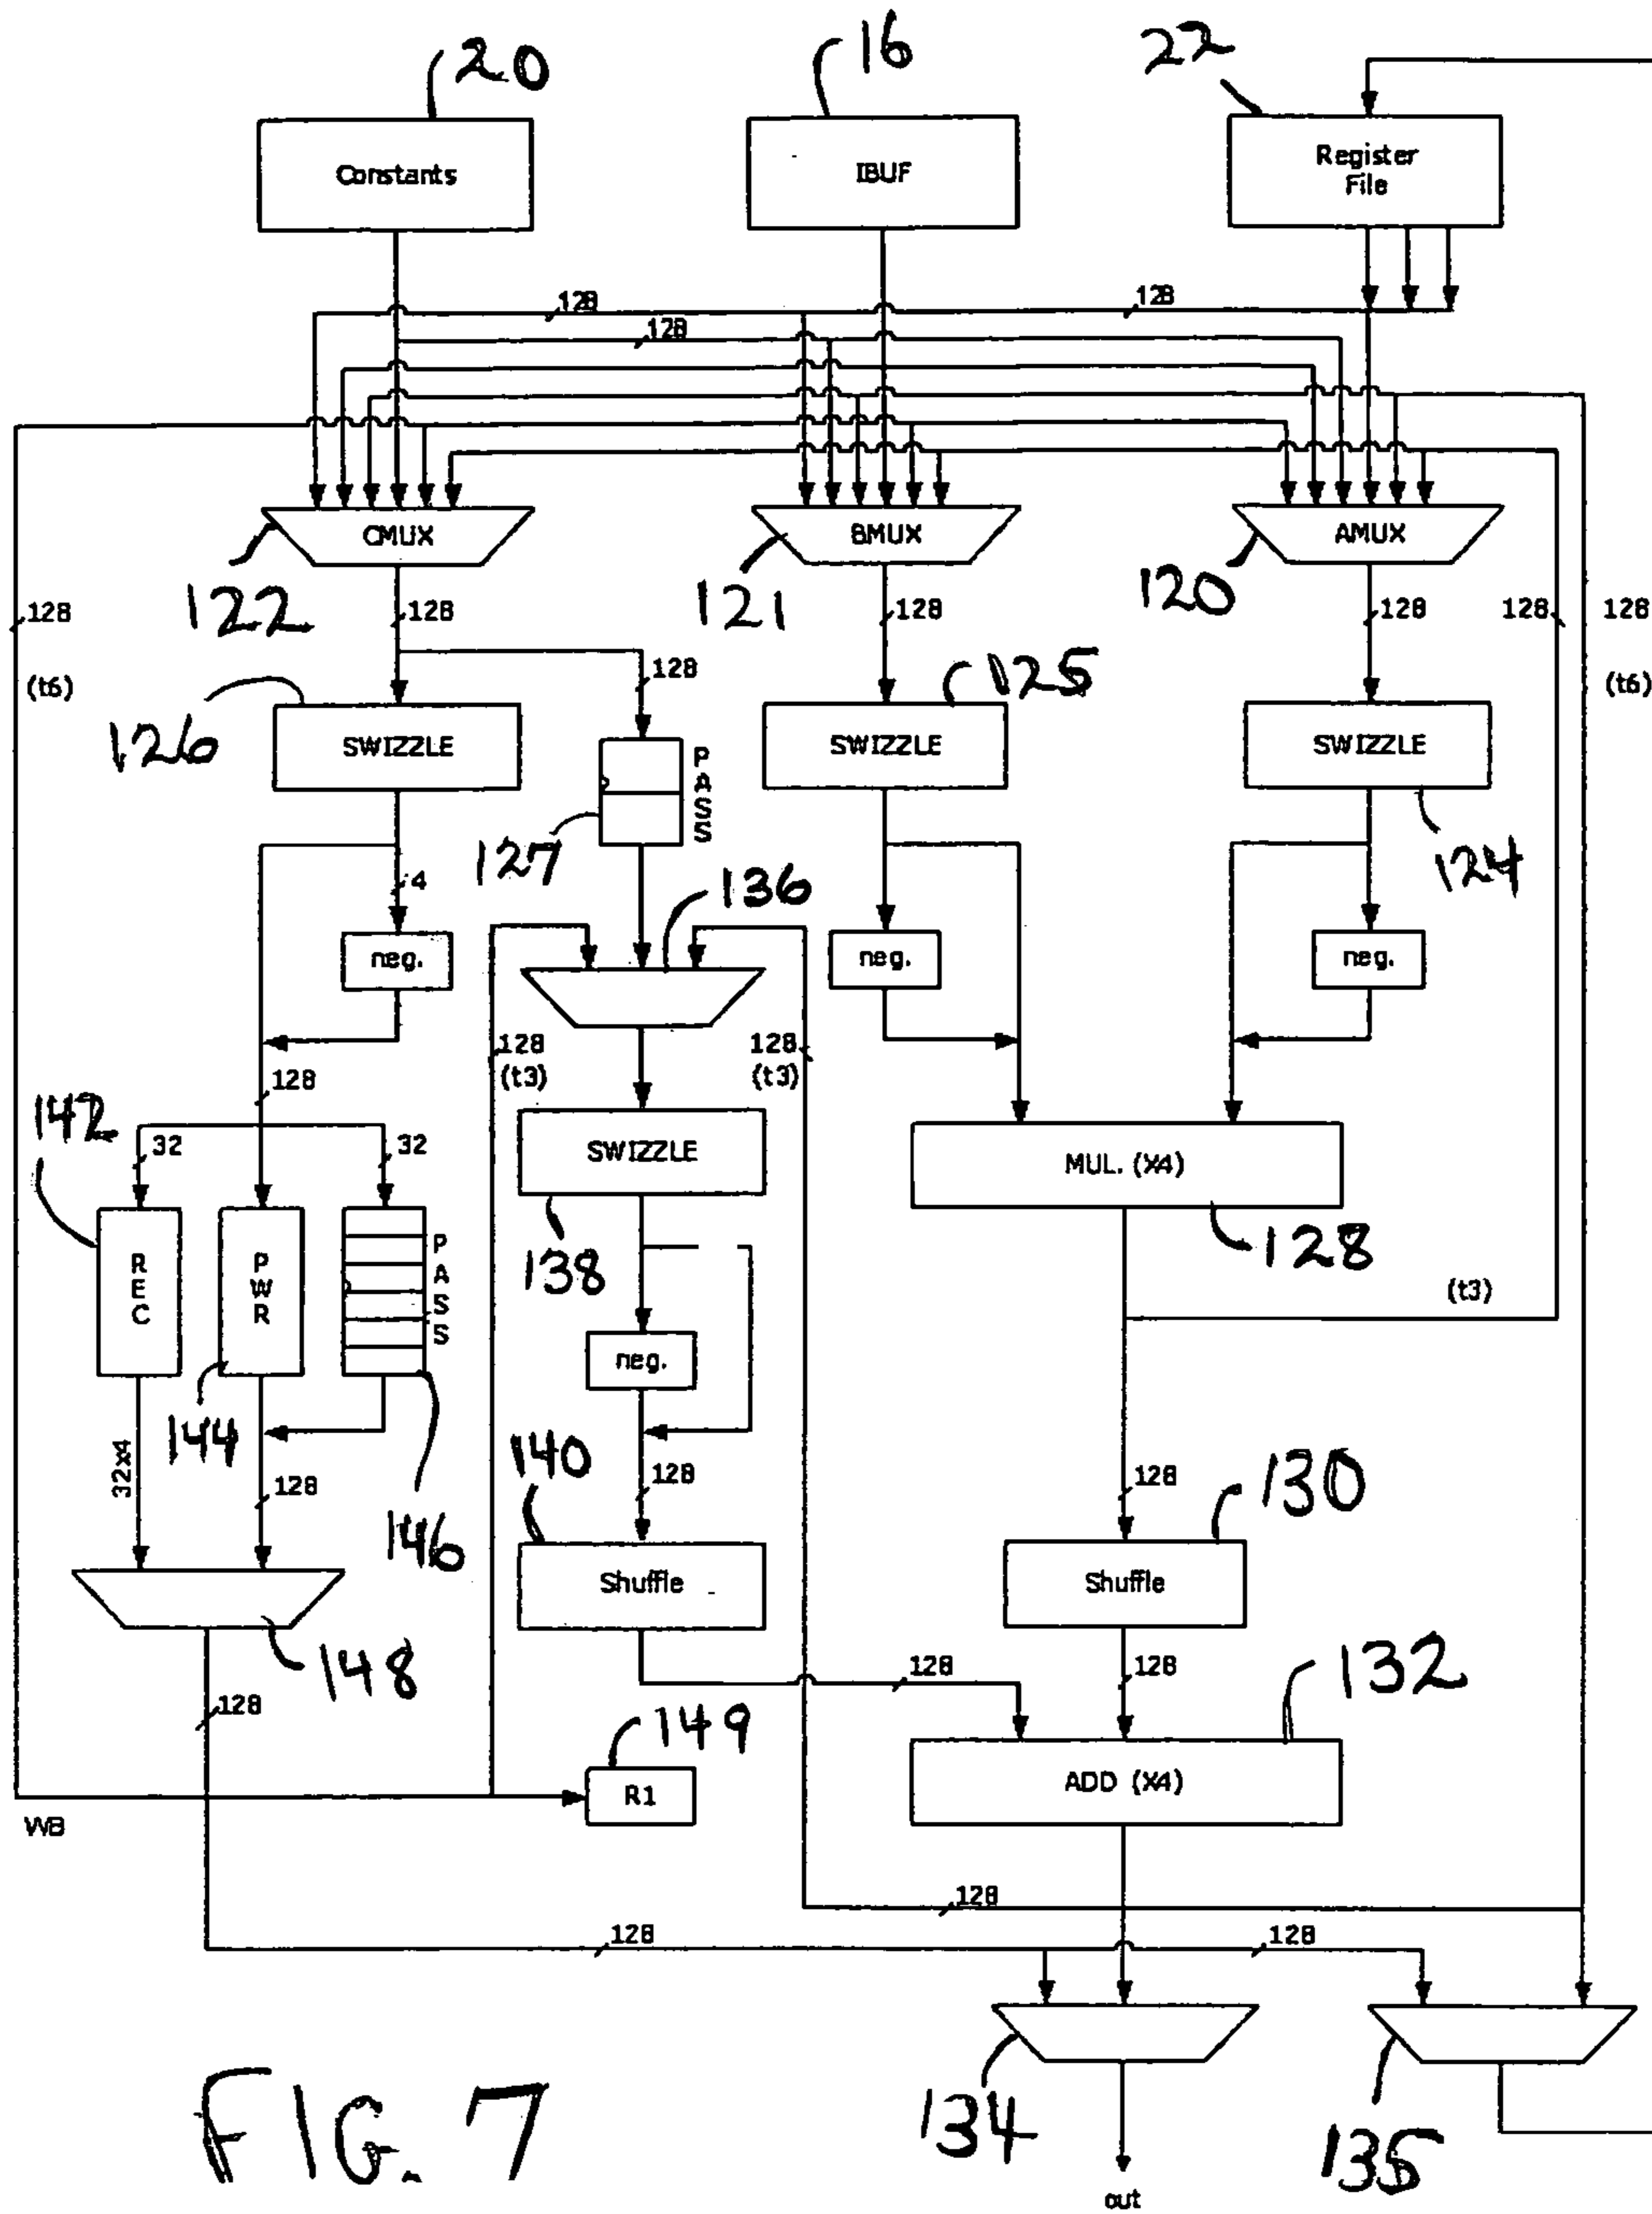 20
16
22
Constants
IBUF
Register
File
128
128
128
CMUX
BMUX
AMUX
122
121
120
128
128
128
128
128
128
(t6)
128
(t6)
126
125
SWIZZLE
PASS
SWIZZLE
SWIZZLE
127
124
4
136
neg.
neg.
neg.
128
(t3)
128
(t3)
128
142
32
32
SWIZZLE
MUL. (X4)
138
128
REC
PWR
PASS
(t3)
neg.
144
140
32x4
128
128
128
130
146
Shuffle
Shuffle
148
128
128
132
128
149
R1
ADD (X4)
WB
128
128
128
134
135
out
FIG. 7